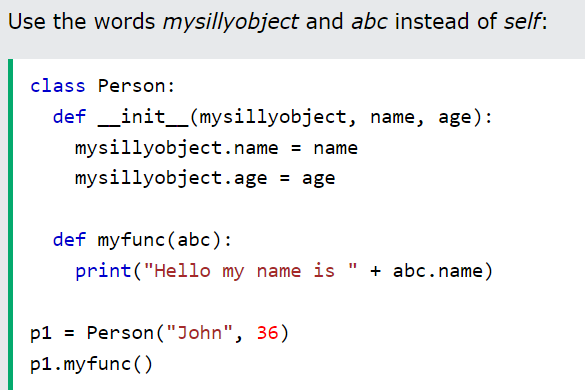 Use the words mysillyobject and abc instead of self:
class Person:
  def __init__(mysillyobject, name, age):
    mysillyobject.name = name
    mysillyobject.age = age

  def myfunc(abc):
    print("Hello my name is " + abc.name)

p1 = Person("John", 36)
p1.myfunc()